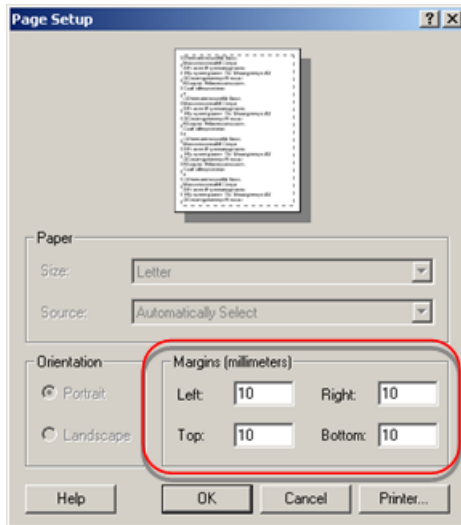 Page Setup
Paper
Size: Letter
Source: Automatically Select
Orientation
Portrait
Landscape
Margins (millimeters)
Left: 10 Right: 10
Top: 10 Bottom: 10
Help OK Cancel Printer...